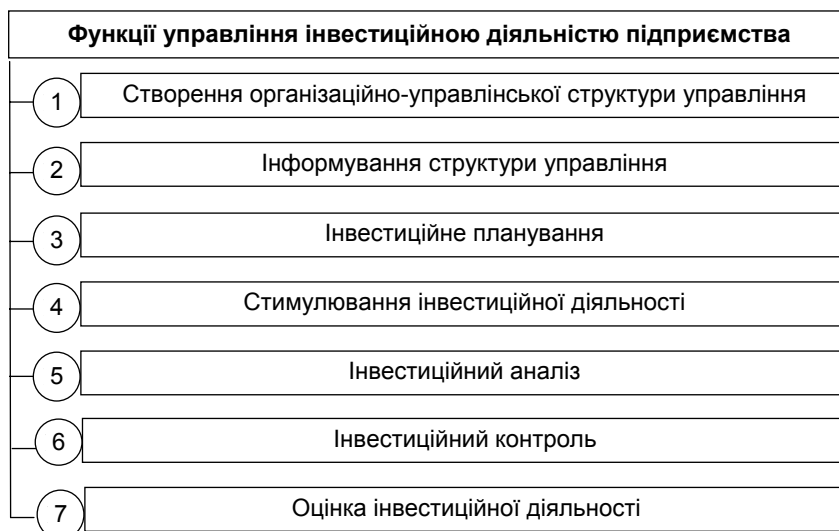 Функції управління інвестиційною діяльністю підприємства
1 Створення організаційно-управлінської структури управління
2 Інформування структури управління
3 Інвестиційне планування
4 Стимулювання інвестиційної діяльності
5 Інвестиційний аналіз
6 Інвестиційний контроль
7 Оцінка інвестиційної діяльності